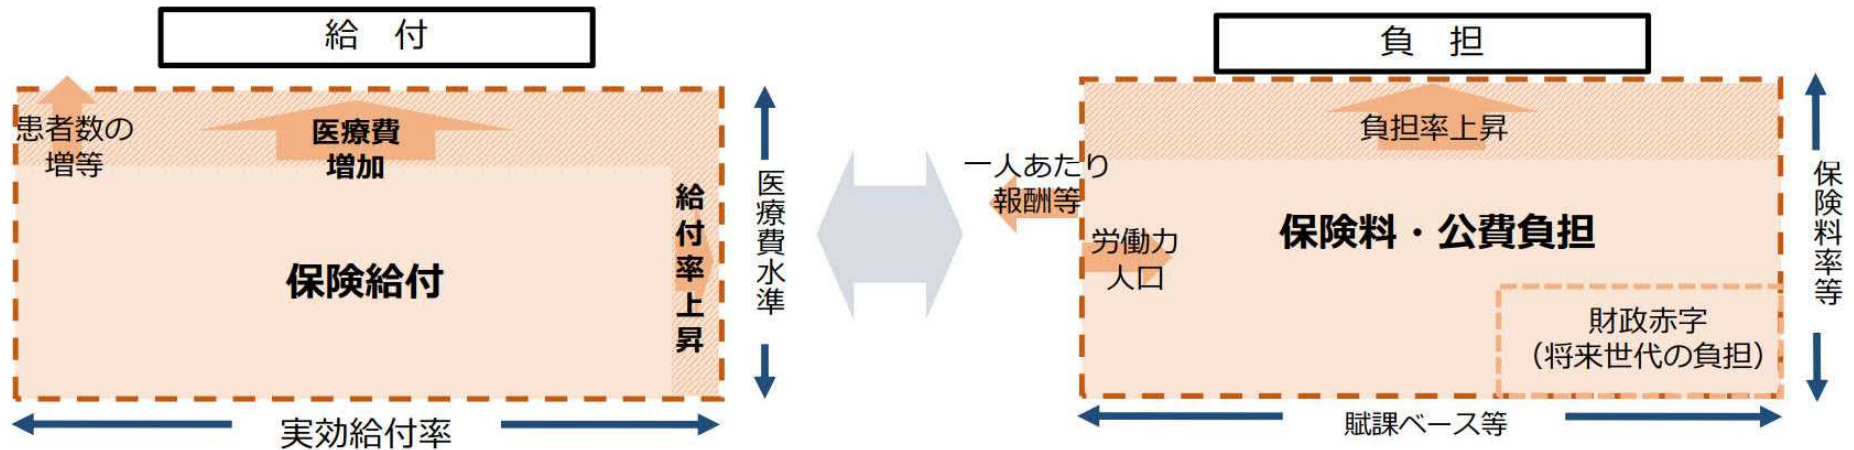 給 付
患者数の
増等
医療費
増加
給付率上昇
保険給付
医療費水準
実効給付率
負 担
負担率上昇
一人あたり
報酬等
労働力
人口
保険料・公費負担
財政赤字
（将来世代の負担）
保険料率等
賦課ベース等